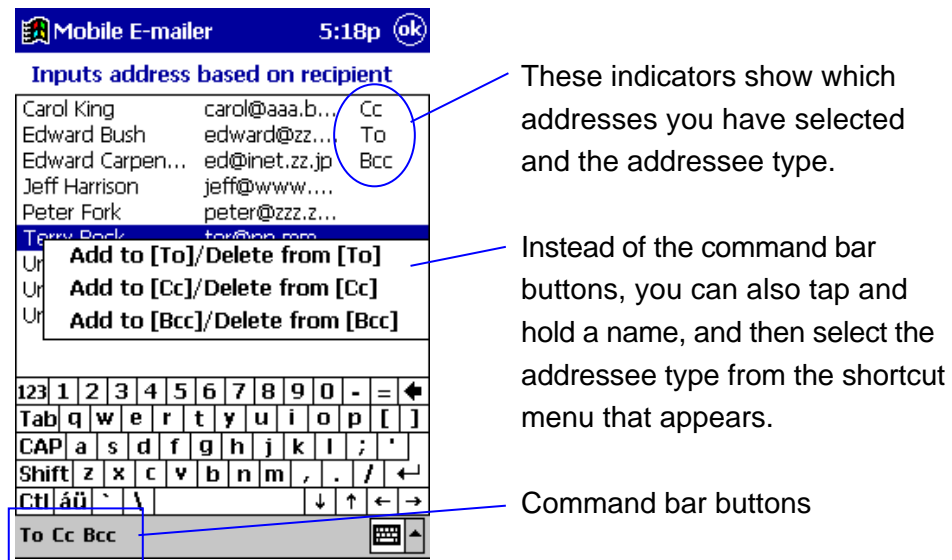 Mobile E-mailer 5:18p ok
Inputs address based on recipient
Carol King carol@aaa.b... Cc
Edward Bush edward@zz.... To
Edward Carpen... ed@inet.zz.jp Bcc
Jeff Harrison jeff@www....
Peter Fork peter@zzz.z...
Ur
Ur
Ur
Add to [To]/Delete from [To]
Add to [Cc]/Delete from [Cc]
Add to [Bcc]/Delete from [Bcc]
123 1 2 3 4 5 6 7 8 9 0 - = 🡄
Tab q w e r t y u i o p [ ]
CAP a s d f g h j k l ; '
Shift z x c v b n m , . / ↵
Ctl áü ` \ ↓ ↑ ← →
To Cc Bcc
These indicators show which
addresses you have selected
and the addressee type.
Instead of the command bar
buttons, you can also tap and
hold a name, and then select the
addressee type from the shortcut
menu that appears.
Command bar buttons